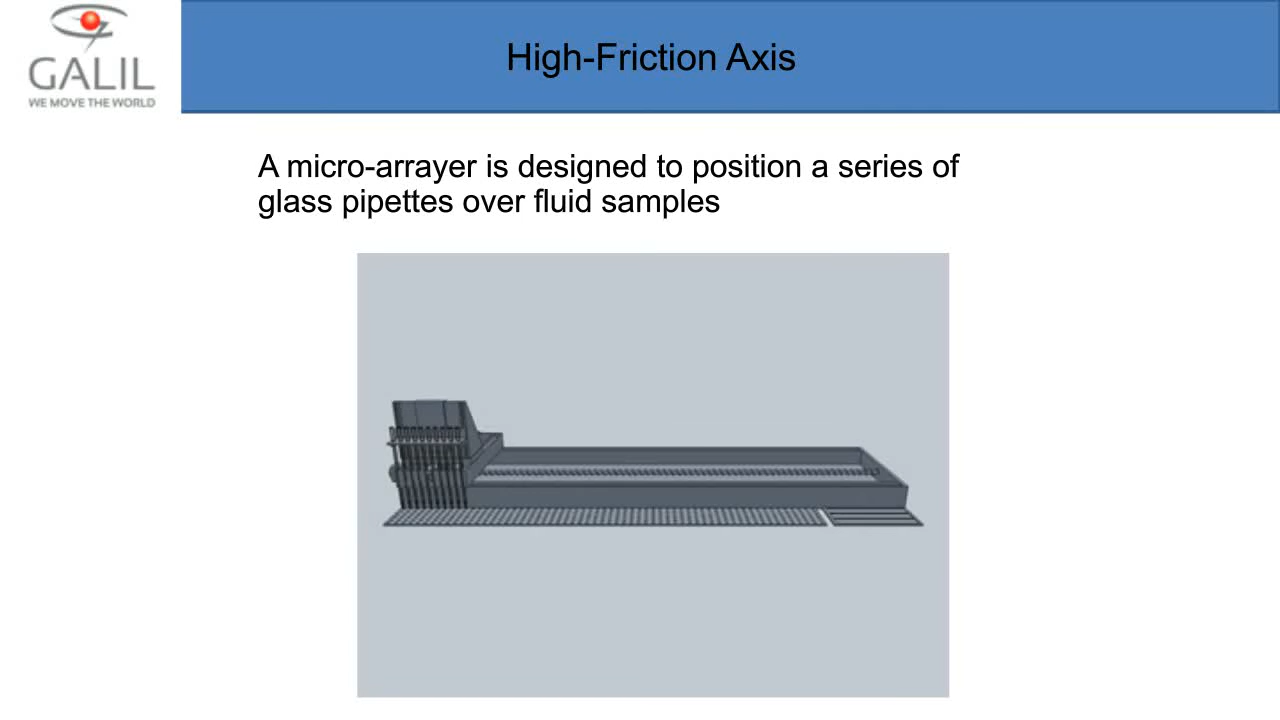 GALIL
WE MOVE THE WORLD
High-Friction Axis
A micro-arrayer is designed to position a series of
glass pipettes over fluid samples